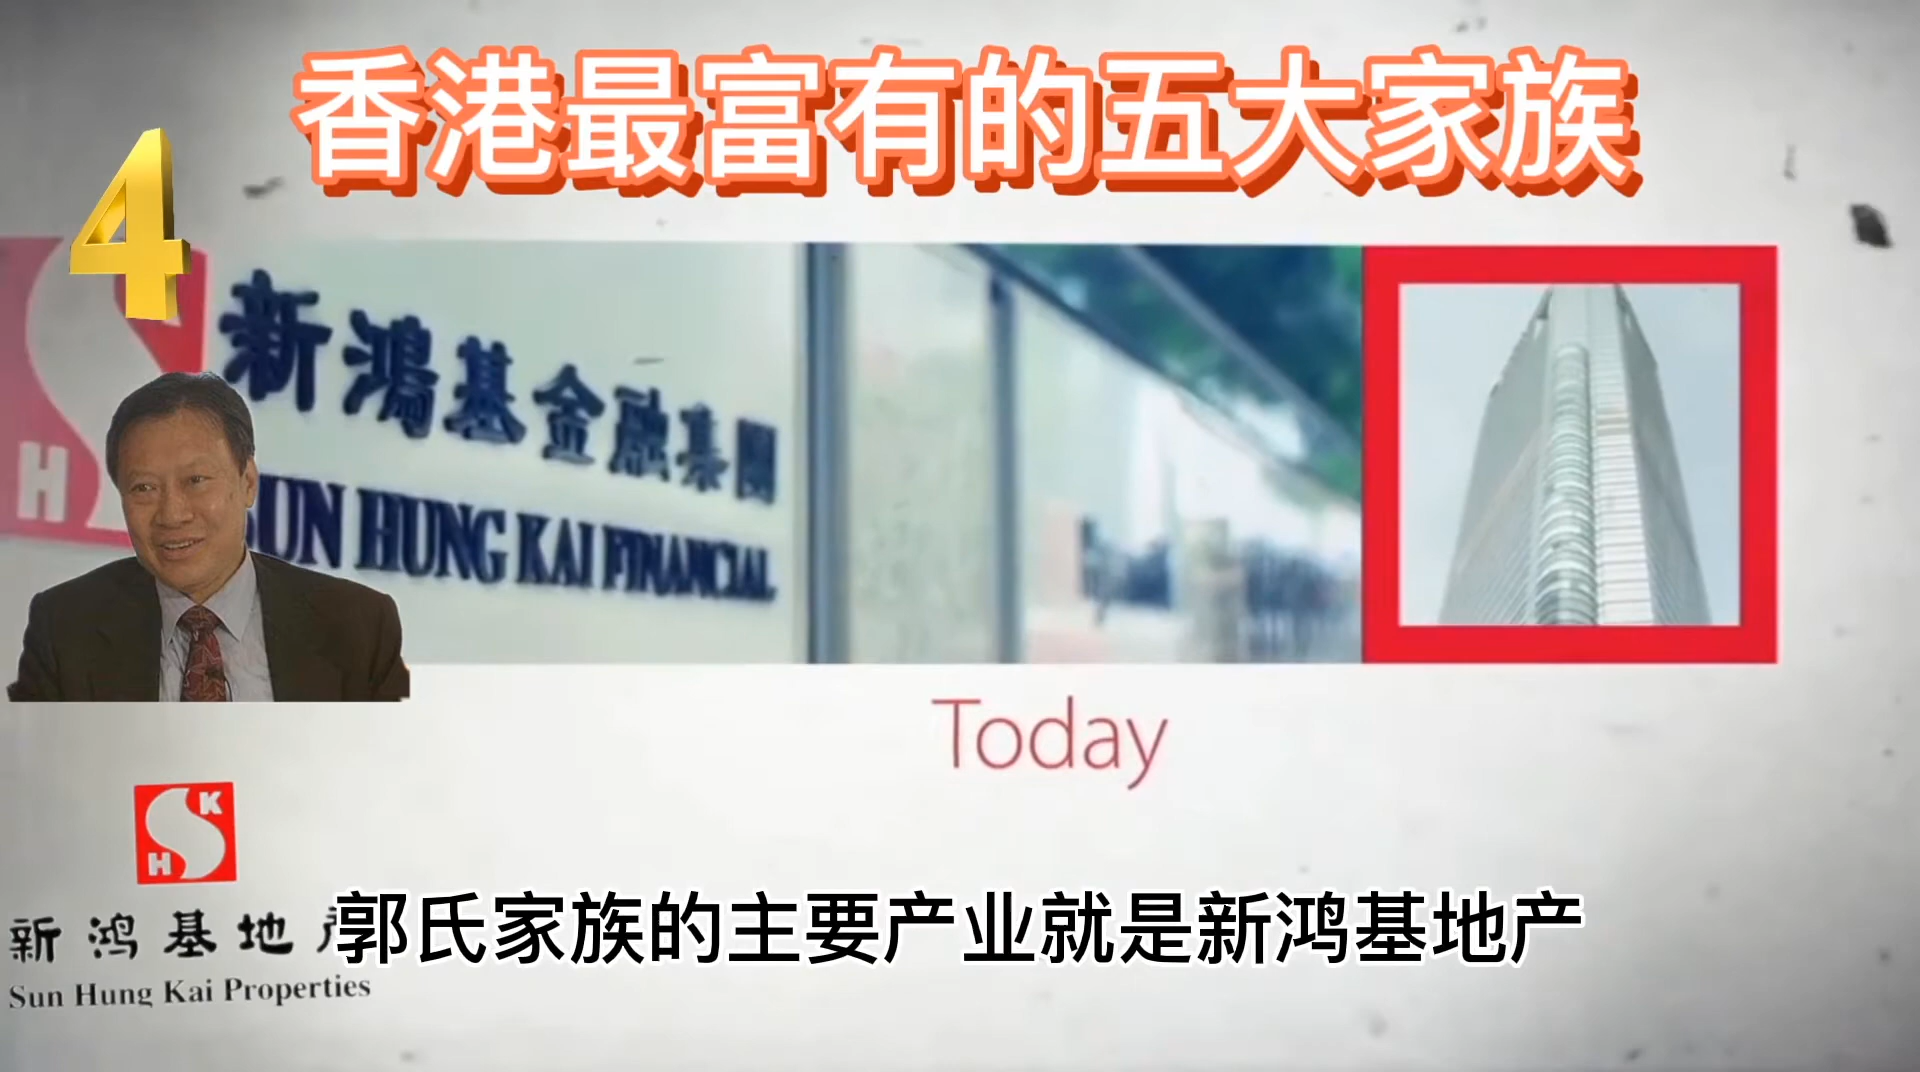 香港最富有的五大家族
4
新鴻基金融集團
SUN HUNG KAI FINANCIAL
H
Today
S K H
新鸿基地产
Sun Hung Kai Properties
郭氏家族的主要产业就是新鸿基地产